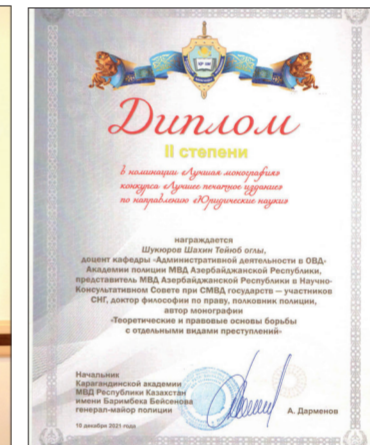 Диплом
II степени
в номинации «Лучшая монография»
конкурса «Лучшее печатное издание»
по направлению «Юридические науки»
награждается
Шукюров Шахин Тейюб оглы,
доцент кафедры «Административной деятельности в ОВД»
Академии полиции МВД Азербайджанской Республики,
представитель МВД Азербайджанской Республики в Научно-
Консультативном Совете при СМВД государств – участников
СНГ, доктор философии по праву, полковник полиции,
автор монографии
«Теоретические и правовые основы борьбы
с отдельными видами преступлений»
Начальник
Карагандинской академии
МВД Республики Казахстан
имени Баримбека Бейсенова
генерал-майор полиции
А. Дарменов
10 декабря 2021 года